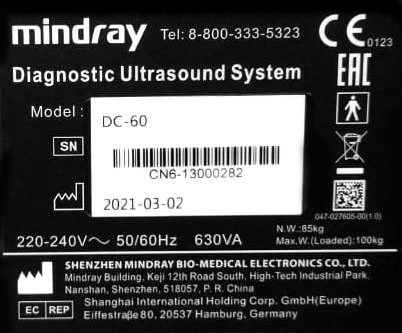 mindray Tel: 8-800-333-5323 CE 0123
Diagnostic Ultrasound System EAC
Model : DC-60
SN CN6-13000282
2021-03-02
047-027605-00(1.0)
220-240V～ 50/60Hz 630VA
N.W.:85kg
Max.W.(Loaded):100kg
SHENZHEN MINDRAY BIO-MEDICAL ELECTRONICS CO., LTD.
Mindray Building, Keji 12th Road South, High-Tech Industrial Park,
Nanshan, Shenzhen, 518057, P. R. China
EC REP Shanghai International Holding Corp. GmbH(Europe)
Eiffestraße 80, 20537 Hamburg, Germany